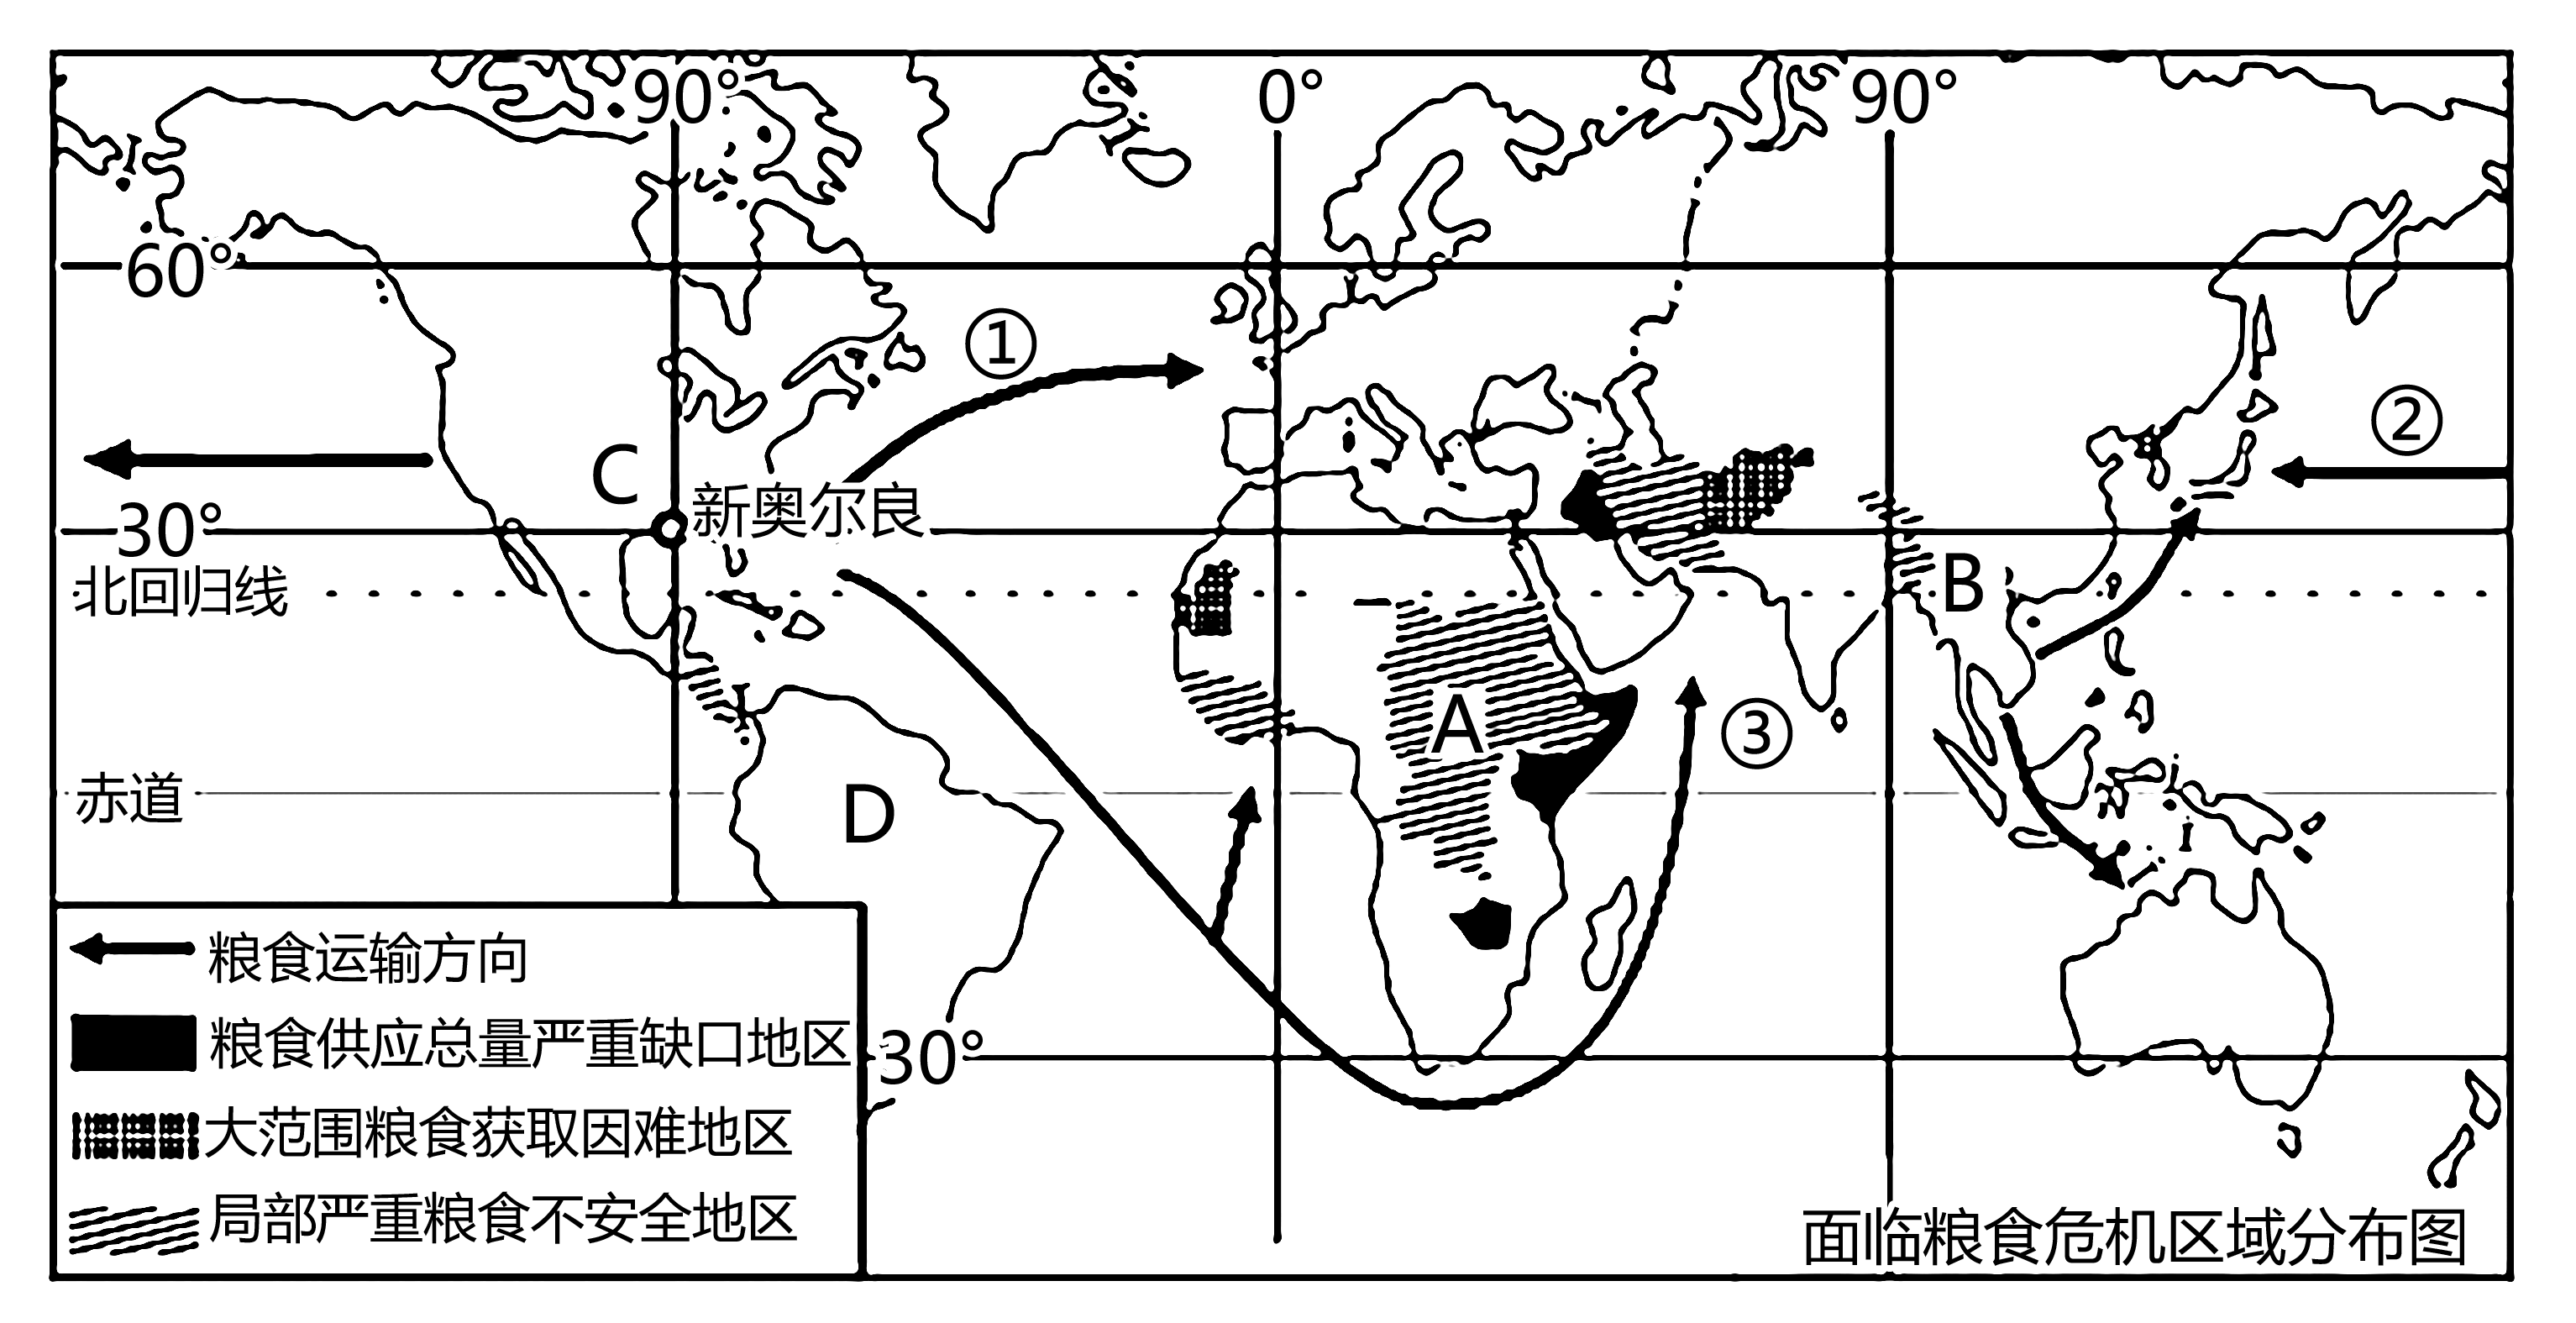 90°
0°
90°
60°
①
②
C
新奥尔良
30°
北回归线
B
A
③
赤道
D
粮食运输方向
粮食供应总量严重缺口地区
30°
大范围粮食获取因难地区
局部严重粮食不安全地区
面临粮食危机区域分布图